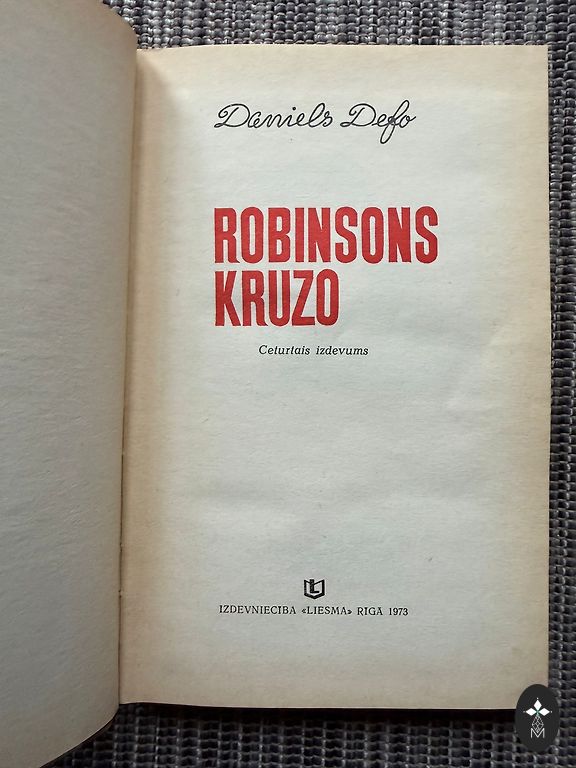 Daniels Defo
ROBINSONS
KRUZO
Ceturtais izdevums
IZDEVNIECĪBA «LIESMA» RĪGĀ 1973